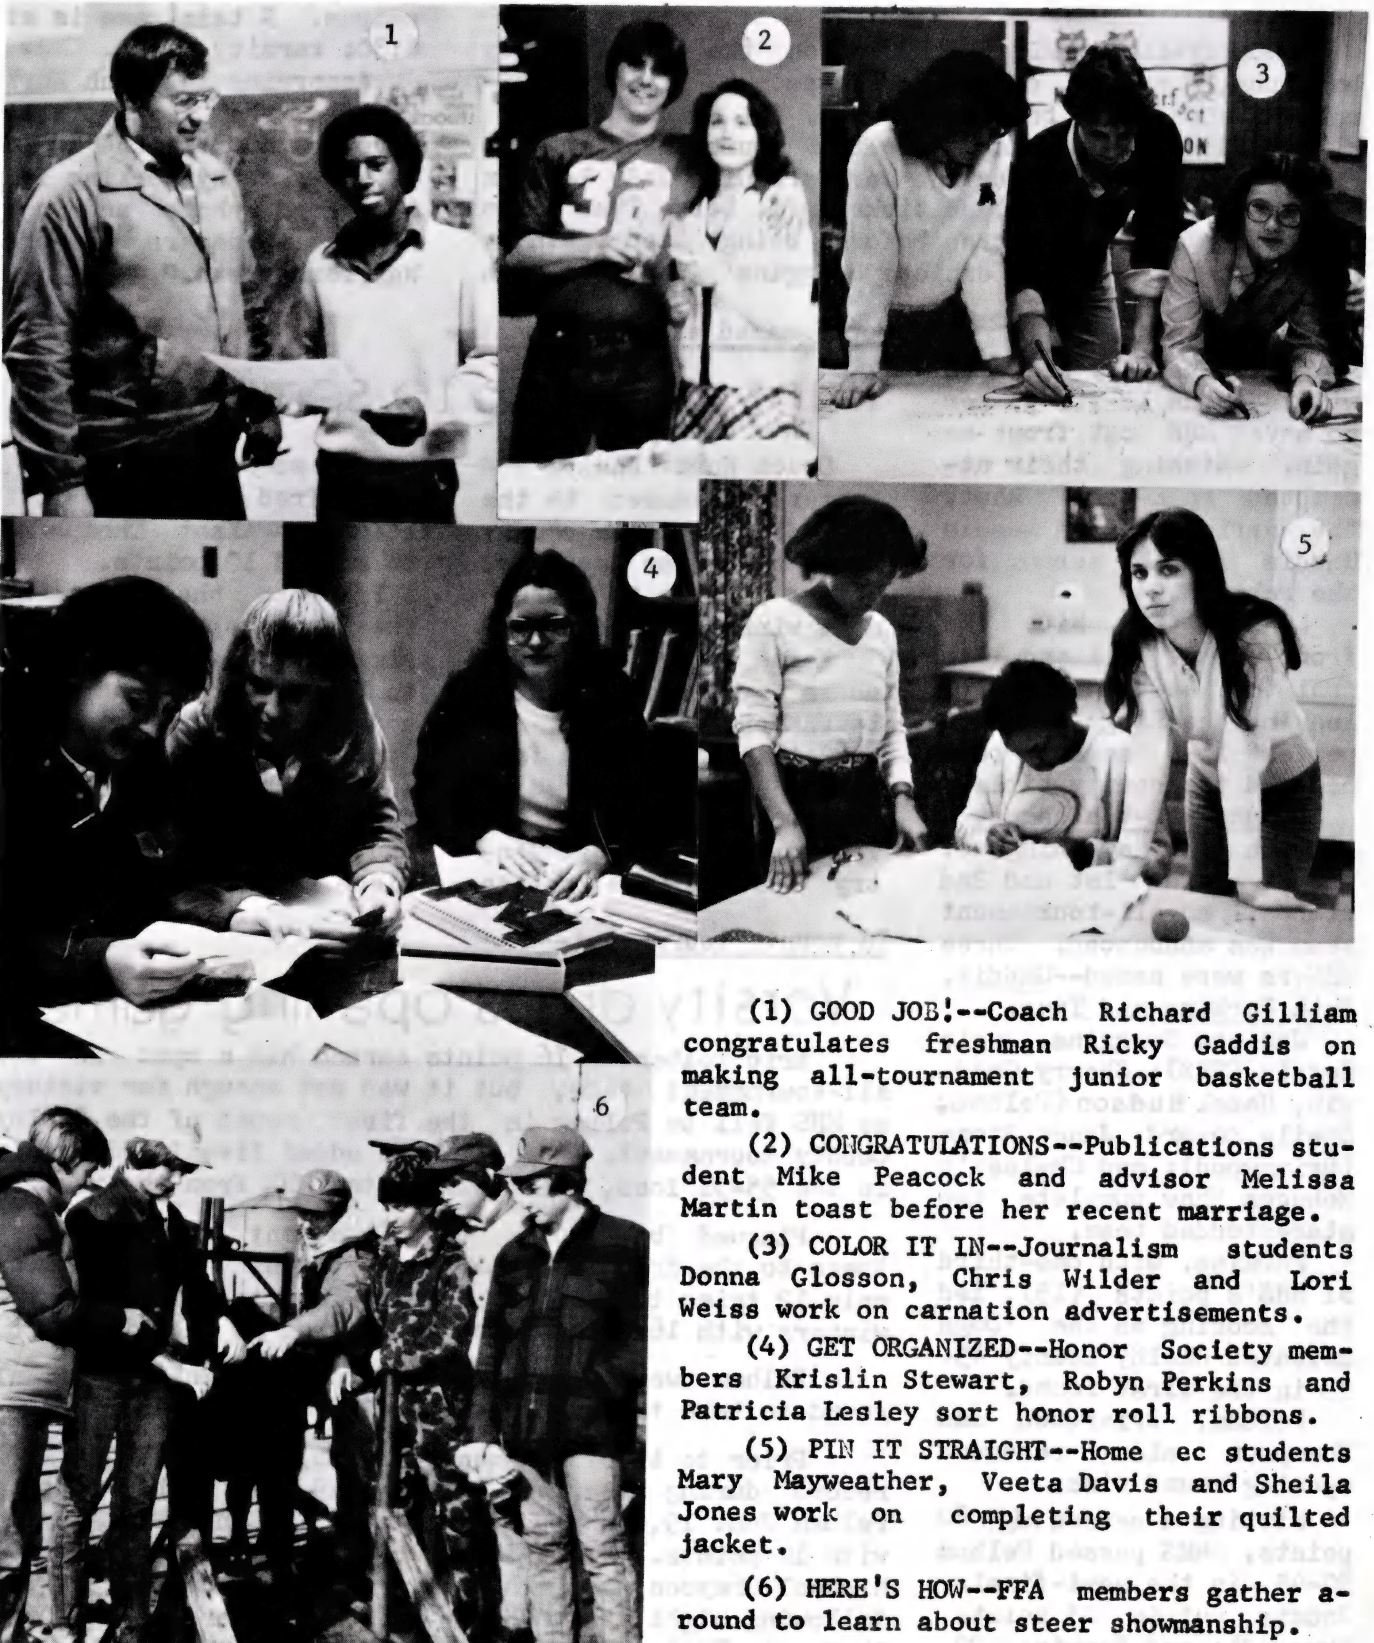 1
2
3
32
ON
4
5
6
(1) GOOD JOB!--Coach Richard Gilliam
congratulates freshman Ricky Gaddis on
making all-tournament junior basketball
team.
(2) CONGRATULATIONS--Publications stu-
dent Mike Peacock and advisor Melissa
Martin toast before her recent marriage.
(3) COLOR IT IN--Journalism students
Donna Glosson, Chris Wilder and Lori
Weiss work on carnation advertisements.
(4) GET ORGANIZED--Honor Society mem-
bers Krislin Stewart, Robyn Perkins and
Patricia Lesley sort honor roll ribbons.
(5) PIN IT STRAIGHT--Home ec students
Mary Mayweather, Veeta Davis and Sheila
Jones work on completing their quilted
jacket.
(6) HERE'S HOW--FFA members gather a-
round to learn about steer showmanship.